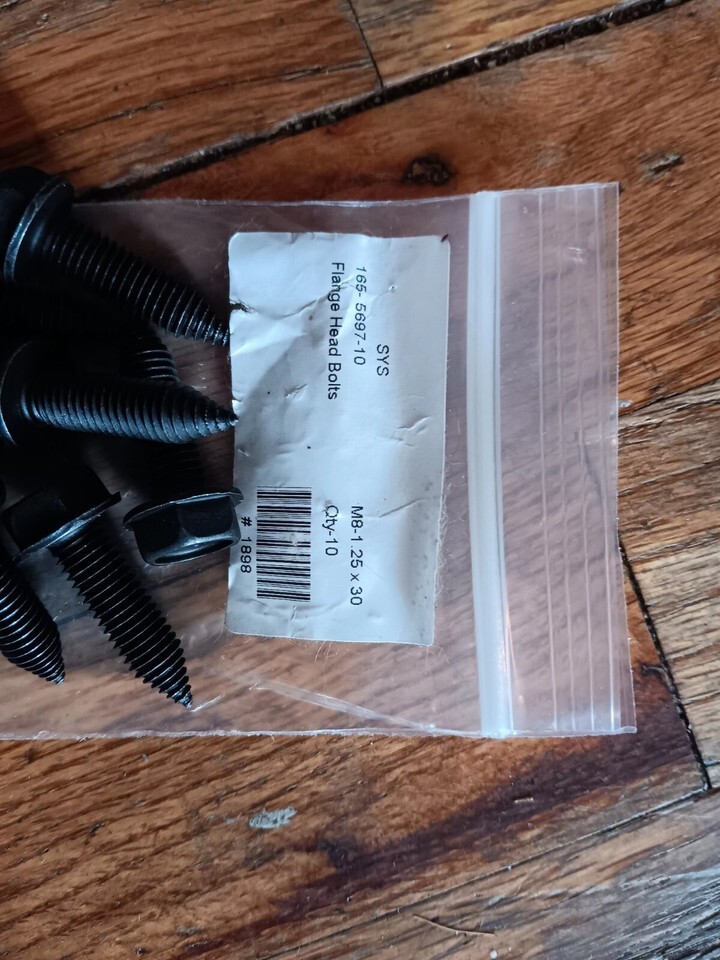 SYS
165- 5697-10
M8-1.25 x 30
Flange Head Bolts
Qty-10
# 1898